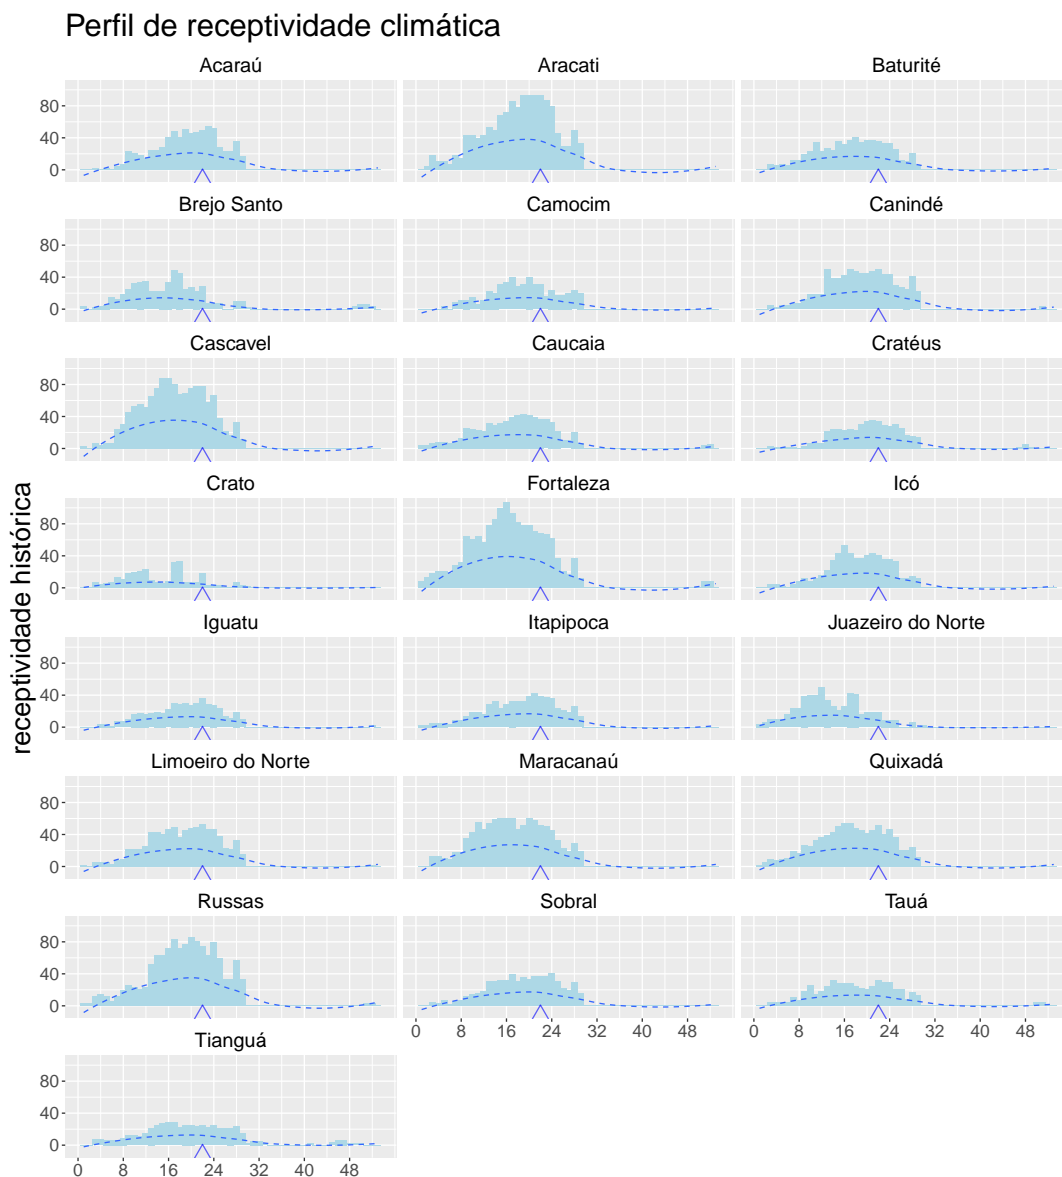 Perfil de receptividade climática
Acaraú Aracati Baturité
80
40
0
Brejo Santo Camocim Canindé
80
40
0
Cascavel Caucaia Cratéus
80
40
0
receptividade histórica
Crato Fortaleza Icó
80
40
0
Iguatu Itapipoca Juazeiro do Norte
80
40
0
Limoeiro do Norte Maracanaú Quixadá
80
40
0
Russas Sobral Tauá
80
40
0
0 8 16 24 32 40 48 0 8 16 24 32 40 48
Tianguá
80
40
0
0 8 16 24 32 40 48